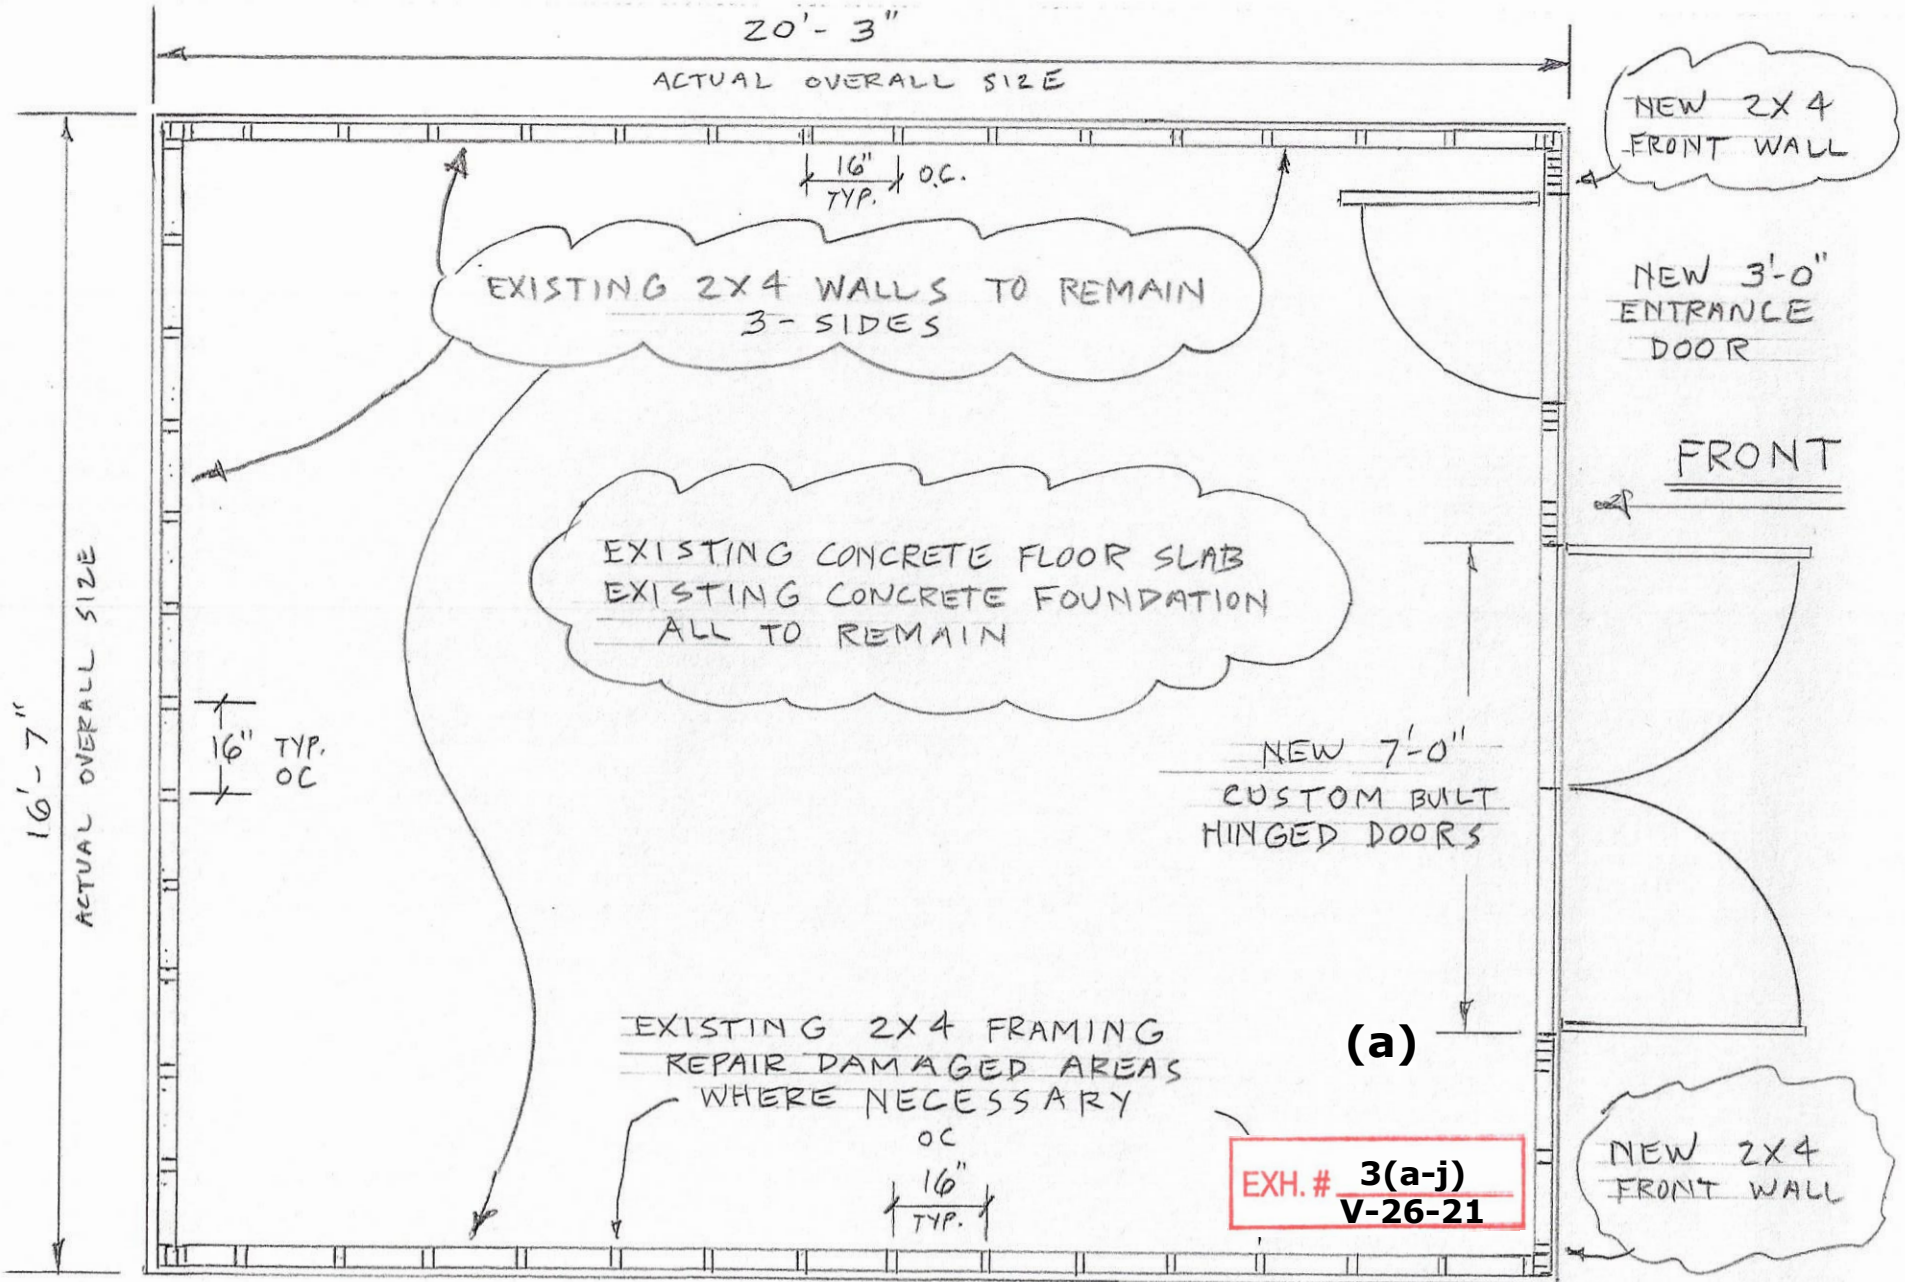 20'-3"
ACTUAL OVERALL SIZE
NEW 2X4
FRONT WALL
16" O.C.
TYP.
EXISTING 2X4 WALLS TO REMAIN
3-SIDES
NEW 3'-0"
ENTRANCE
DOOR
FRONT
EXISTING CONCRETE FLOOR SLAB
EXISTING CONCRETE FOUNDATION
ALL TO REMAIN
16'-7"
ACTUAL OVERALL SIZE
16" TYP.
OC
NEW 7'-0"
CUSTOM BUILT
HINGED DOORS
EXISTING 2X4 FRAMING
REPAIR DAMAGED AREAS
WHERE NECESSARY
OC
16"
TYP.
(a)
EXH. # 3(a-j)
V-26-21
NEW 2X4
FRONT WALL